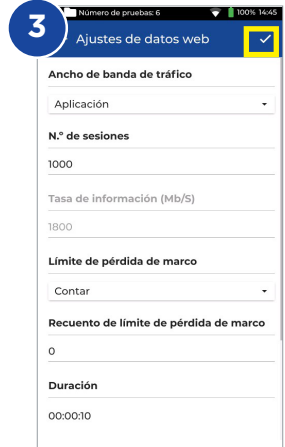 3
Número de pruebas: 6
100% 14:45
Ajustes de datos web
Ancho de banda de tráfico
Aplicación
N.º de sesiones
1000
Tasa de información (Mb/S)
1800
Límite de pérdida de marco
Contar
Recuento de límite de pérdida de marco
0
Duración
00:00:10